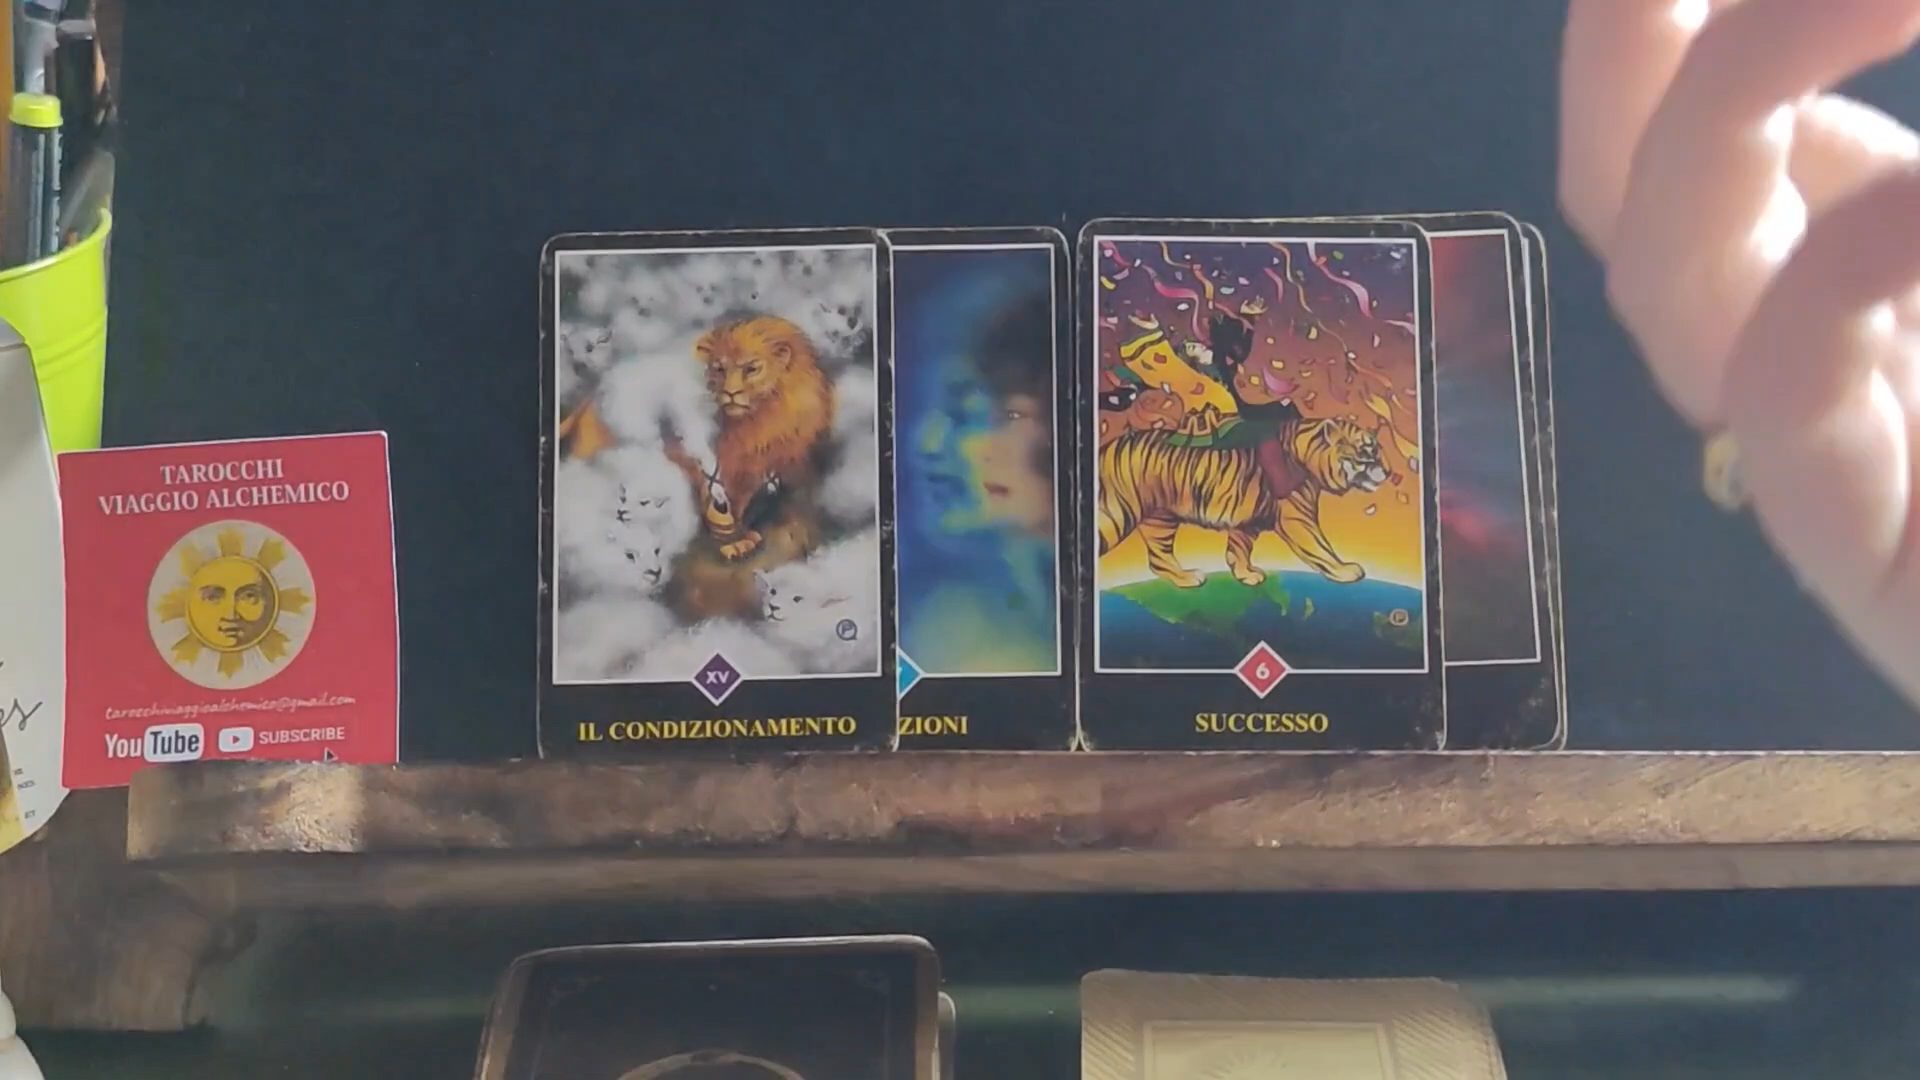 TAROCCHI
VIAGGIO ALCHEMICO
tarocchiviaggioalchemico@gmail.com
YouTube SUBSCRIBE
XV
IL CONDIZIONAMENTO
ZIONI
6
SUCCESSO